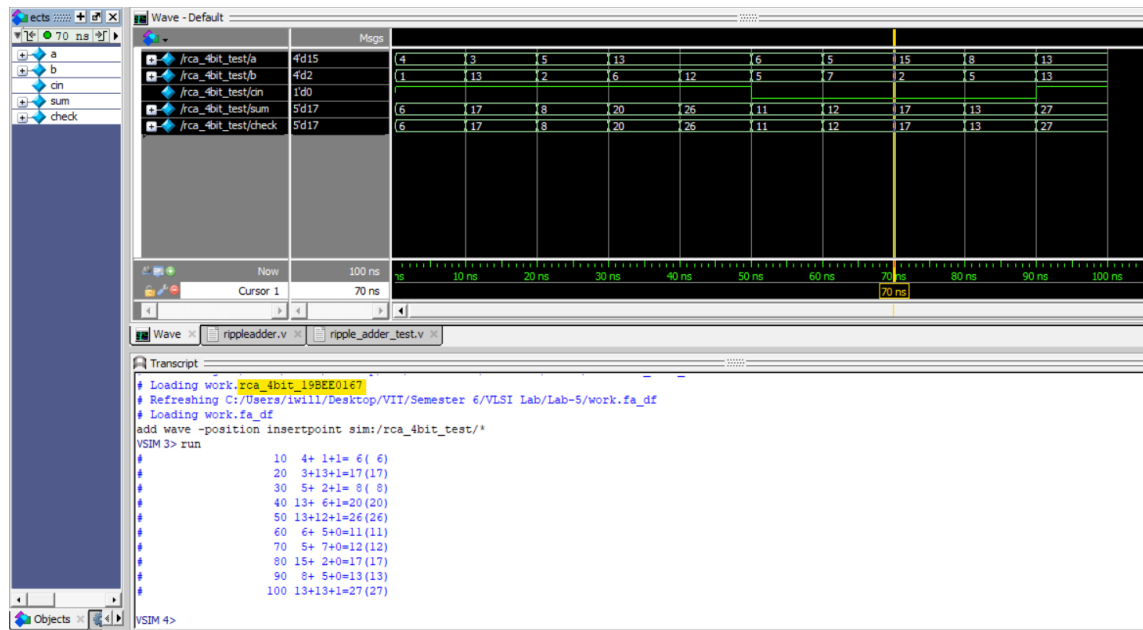 ects
Wave - Default
70 ns
Msgs
a
b
cin
sum
check
/rca_4bit_test/a 4'd15 4 3 5 13 6 5 15 8 13
/rca_4bit_test/b 4'd2 1 13 2 6 12 5 7 2 5 13
/rca_4bit_test/cin 1'd0
/rca_4bit_test/sum 5'd17 6 17 8 20 26 11 12 17 13 27
/rca_4bit_test/check 5'd17 6 17 8 20 26 11 12 17 13 27
Now 100 ns ns 10 ns 20 ns 30 ns 40 ns 50 ns 60 ns 70 ns 80 ns 90 ns 100 ns
Cursor 1 70 ns 70 ns
Wave rippleadder.v ripple_adder_test.v
Transcript
# Loading work.rca_4bit_19BEE0167
# Refreshing C:/Users/iwill/Desktop/VIT/Semester 6/VLSI Lab/Lab-5/work.fa_df
# Loading work.fa_df
add wave -position insertpoint sim:/rca_4bit_test/*
VSIM 3> run
# 10 4+ 1+1= 6( 6)
# 20 3+13+1=17(17)
# 30 5+ 2+1= 8( 8)
# 40 13+ 6+1=20(20)
# 50 13+12+1=26(26)
# 60 6+ 5+0=11(11)
# 70 5+ 7+0=12(12)
# 80 15+ 2+0=17(17)
# 90 8+ 5+0=13(13)
# 100 13+13+1=27(27)
Objects
VSIM 4>